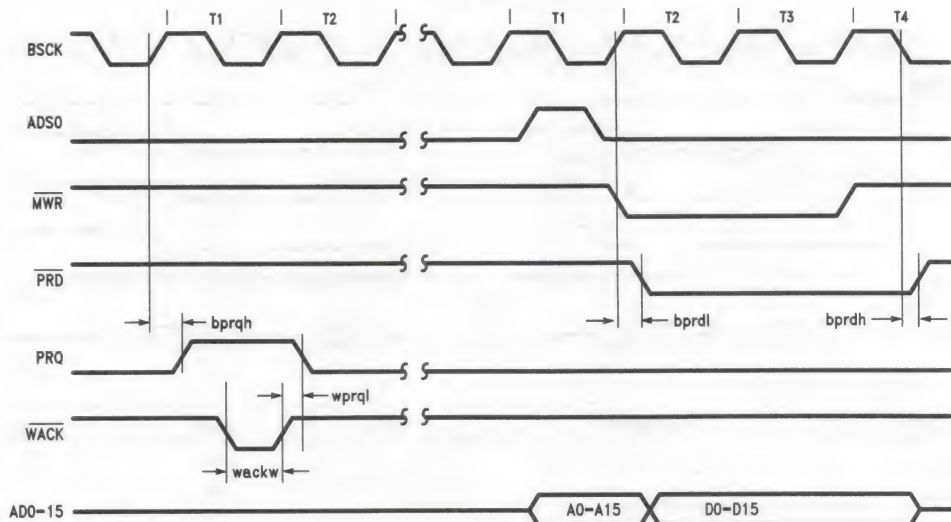 T1 T2 T1 T2 T3 T4
BSCK
ADS0
MWR
PRD
bprqh bprdl bprdh
PRQ
wprql
WACK
wackw
AD0-15 A0-A15 D0-D15